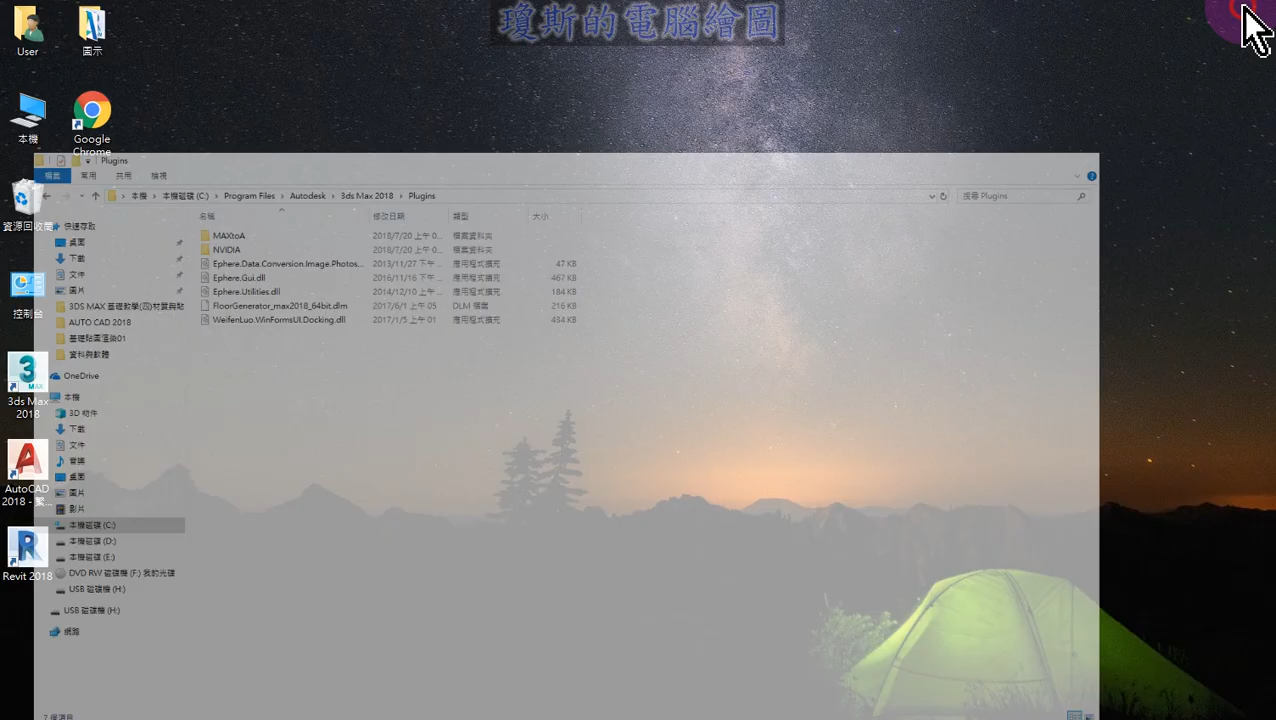 瓊斯的電腦繪圖
User
圖示
本機
Google
Chrome
資源回收筒
控制台
3ds Max
2018
AutoCAD
2018 - 繁...
Revit 2018
Plugins
檔案
常用
共用
檢視
本機 › 本機磁碟 (C:) › Program Files › Autodesk › 3ds Max 2018 › Plugins
搜尋 Plugins
名稱 修改日期 類型 大小
MAXtoA 2018/7/20 上午 0... 檔案資料夾
NVIDIA 2018/7/20 上午 0... 檔案資料夾
Ephere.Data.Conversion.Image.Photos... 2013/11/27 下午 ... 應用程式擴充 47 KB
Ephere.Gui.dll 2016/11/16 下午 ... 應用程式擴充 467 KB
Ephere.Utilities.dll 2014/12/10 上午 ... 應用程式擴充 184 KB
FloorGenerator_max2018_64bit.dlm 2017/6/1 上午 05 DLM 檔案 216 KB
WeifenLuo.WinFormsUI.Docking.dll 2017/1/5 上午 01 應用程式擴充 434 KB
快速存取
桌面
下載
文件
圖片
3DS MAX 基礎教學(四)材質與貼
AUTO CAD 2018
基礎貼圖渲染01
資料與軟體
OneDrive
本機
3D 物件
下載
文件
音樂
桌面
圖片
影片
本機磁碟 (C:)
本機磁碟 (D:)
本機磁碟 (E:)
DVD RW 磁碟機 (F:) 我的光碟
USB 磁碟機 (H:)
USB 磁碟機 (H:)
網路
7 個項目